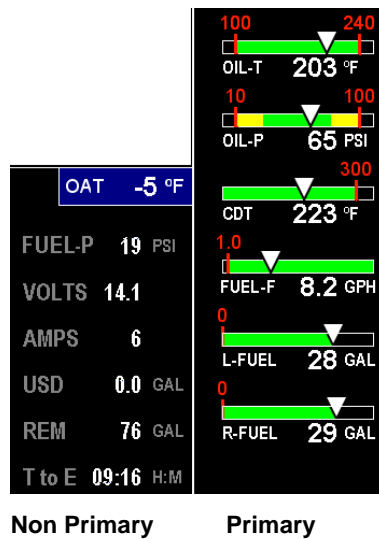 OAT -5 °F
FUEL-P 19 PSI
VOLTS 14.1
AMPS 6
USD 0.0 GAL
REM 76 GAL
T to E 09:16 H:M
Non Primary
100 240
OIL-T 203 °F
10 100
OIL-P 65 PSI
300
CDT 223 °F
1.0
FUEL-F 8.2 GPH
0
L-FUEL 28 GAL
0
R-FUEL 29 GAL
Primary